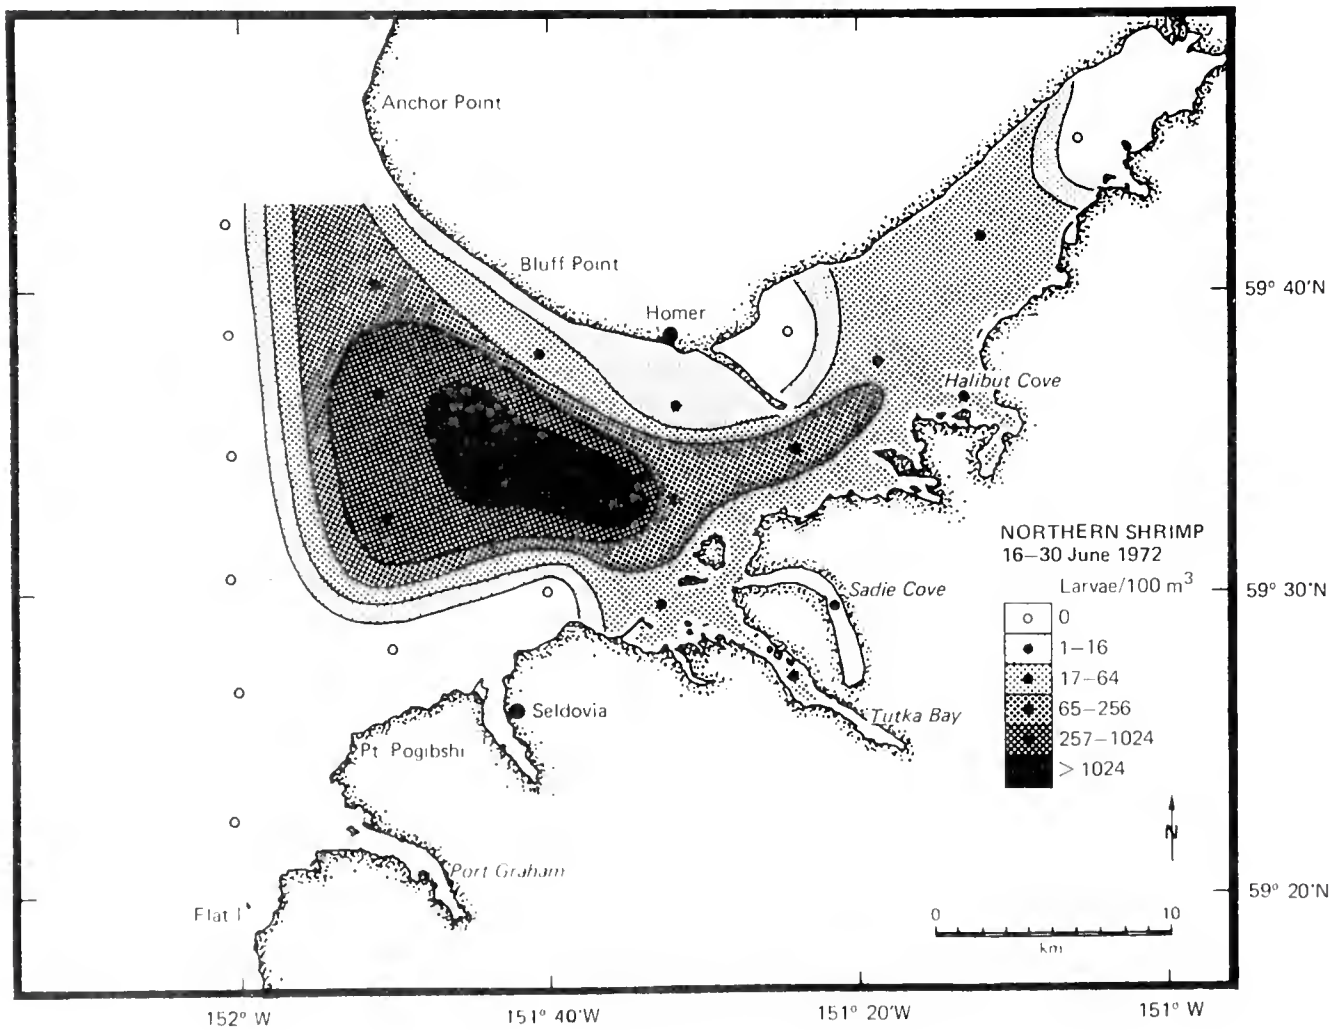 Anchor Point
Bluff Point
Homer
59° 40'N
Halibut Cove
NORTHERN SHRIMP
16–30 June 1972
Larvae/100 m³
0
1–16
17–64
65–256
257–1024
> 1024
Sadie Cove
59° 30'N
Tutka Bay
Seldovia
Pt. Pogibshi
N
Port Graham
59° 20'N
Flat I
0
10
km
152° W
151° 40'W
151° 20'W
151° W